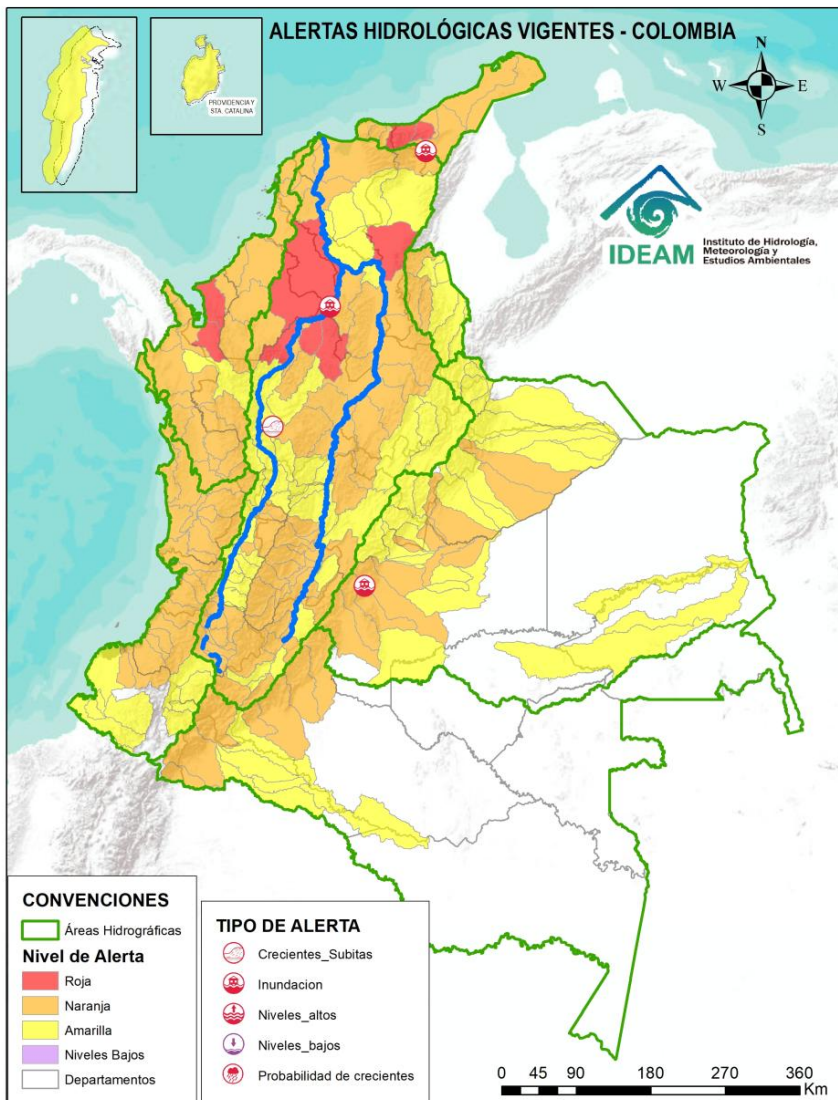 ALERTAS HIDROLÓGICAS VIGENTES - COLOMBIA
PROVIDENCIA Y
STA. CATALINA
N
W
E
S
IDEAM
Instituto de Hidrología,
Meteorología y
Estudios Ambientales
CONVENCIONES
Áreas Hidrográficas
Nivel de Alerta
Roja
Naranja
Amarilla
Niveles Bajos
Departamentos
TIPO DE ALERTA
Crecientes_Subitas
Inundacion
Niveles_altos
Niveles_bajos
Probabilidad de crecientes
0 45 90 180 270 360
Km